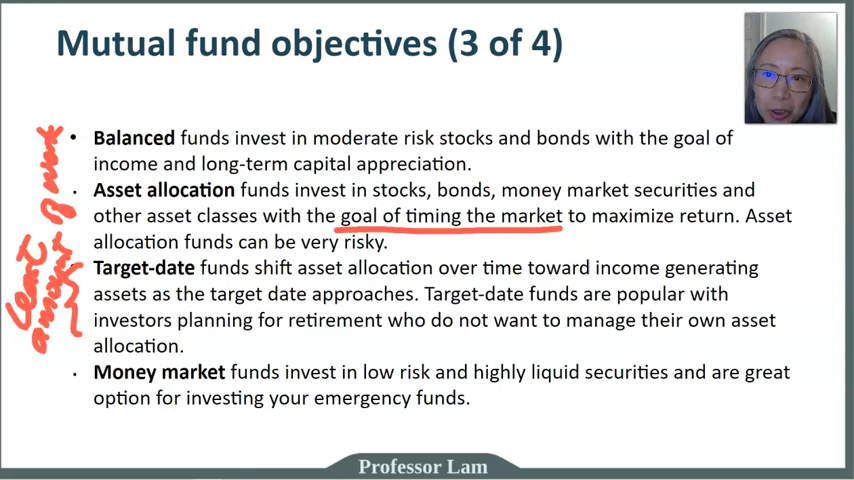 Mutual fund objectives (3 of 4)
• Balanced funds invest in moderate risk stocks and bonds with the goal of
income and long-term capital appreciation.
• Asset allocation funds invest in stocks, bonds, money market securities and
other asset classes with the goal of timing the market to maximize return. Asset
allocation funds can be very risky.
Target-date funds shift asset allocation over time toward income generating
assets as the target date approaches. Target-date funds are popular with
investors planning for retirement who do not want to manage their own asset
allocation.
• Money market funds invest in low risk and highly liquid securities and are great
option for investing your emergency funds.
Least
amount of work
Professor Lam